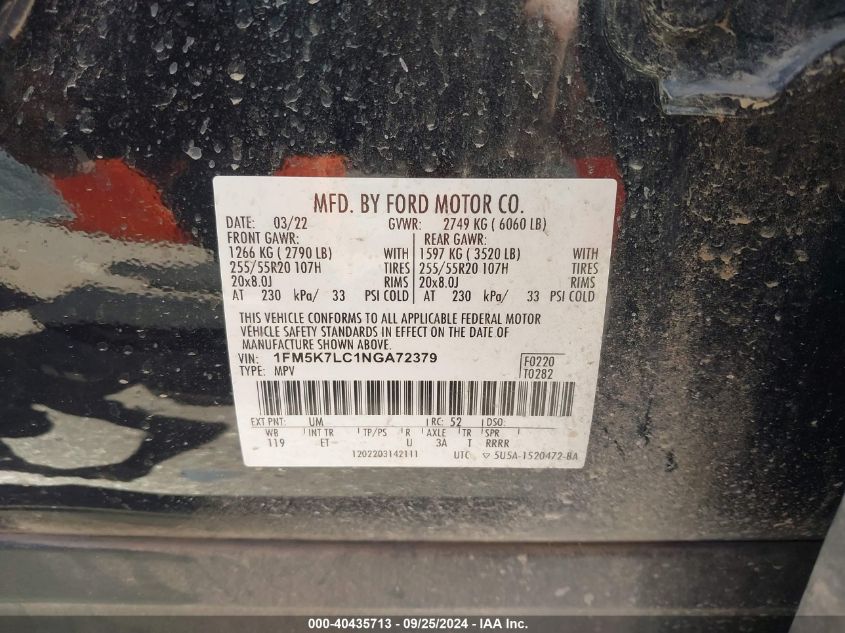 MFD. BY FORD MOTOR CO.
DATE: 03/22 GVWR: 2749 KG ( 6060 LB)
FRONT GAWR: REAR GAWR:
1266 KG ( 2790 LB) WITH 1597 KG ( 3520 LB) WITH
255/55R20 107H TIRES 255/55R20 107H TIRES
20x8.0J RIMS 20x8.0J RIMS
AT 230 kPa/ 33 PSI COLD AT 230 kPa/ 33 PSI COLD
THIS VEHICLE CONFORMS TO ALL APPLICABLE FEDERAL MOTOR
VEHICLE SAFETY STANDARDS IN EFFECT ON THE DATE OF
MANUFACTURE SHOWN ABOVE.
VIN: 1FM5K7LC1NGA72379 F0220
TYPE: MPV T0282
EXT PNT: UM RC: 52 DSO:
WB INT TR TP/PS R AXLE TR SPR
119 ET U 3A T RRRR
1202203142111 UTC ▽ 5U5A-1520472-BA
000-40435713 / 09/25/2024 - IAA Inc.